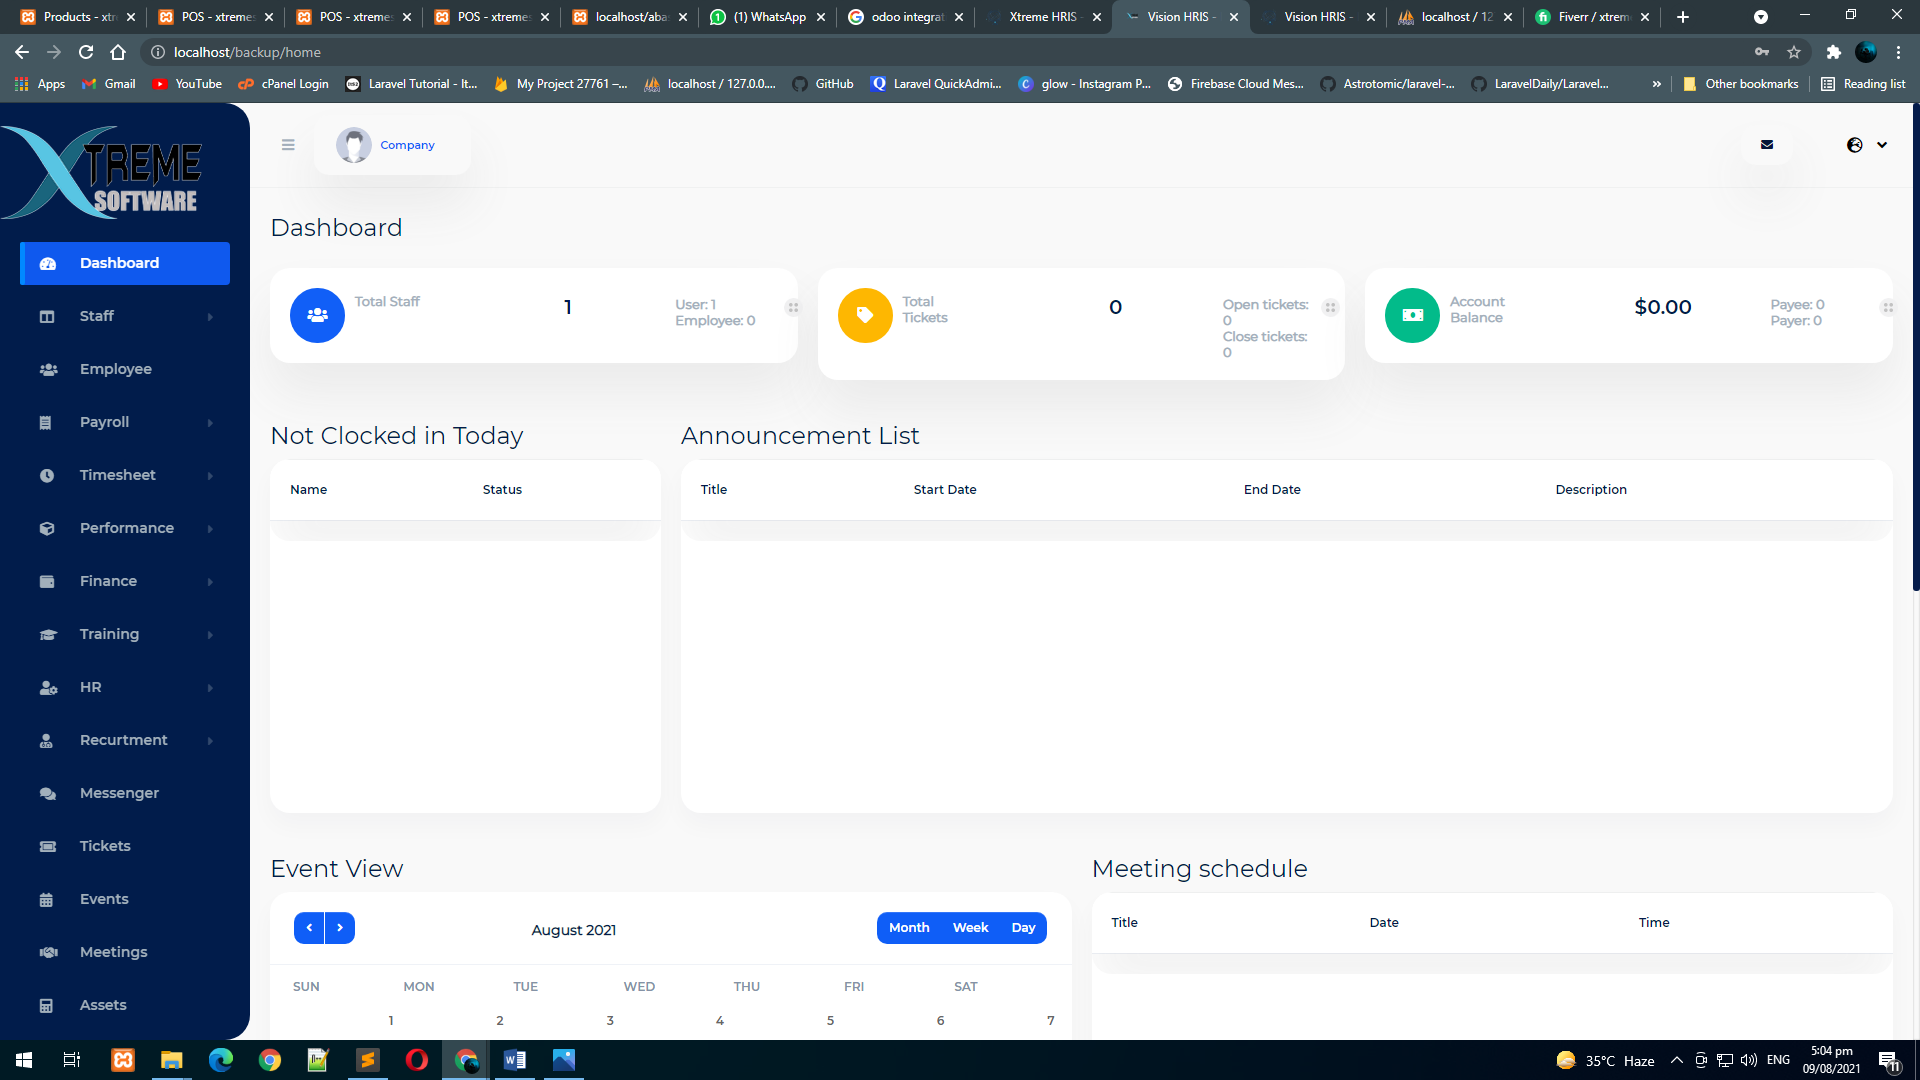 Products - xtr
POS - xtremes
POS - xtremes
POS - xtremes
localhost/aba
(1) WhatsApp
odoo integrat
Xtreme HRIS -
Vision HRIS -
Vision HRIS -
localhost / 12
Fiverr / xtrem
localhost/backup/home
Apps
Gmail
YouTube
cPanel Login
Laravel Tutorial - It...
My Project 27761 –...
localhost / 127.0.0....
GitHub
Laravel QuickAdmi...
glow - Instagram P...
Firebase Cloud Mes...
Astrotomic/laravel-...
LaravelDaily/Laravel...
»
Other bookmarks
Reading list
XTREME
SOFTWARE
Company
Dashboard
Staff
Employee
Payroll
Timesheet
Performance
Finance
Training
HR
Recurtment
Messenger
Tickets
Events
Meetings
Assets
Dashboard
Total Staff
1
User: 1
Employee: 0
Total
Tickets
0
Open tickets:
0
Close tickets:
0
Account
Balance
$0.00
Payee: 0
Payer: 0
Not Clocked in Today
Name Status
Announcement List
Title Start Date End Date Description
Event View
August 2021
Month Week Day
SUN MON TUE WED THU FRI SAT
1 2 3 4 5 6 7
Meeting schedule
Title Date Time
35°C Haze
ENG
5:04 pm
09/08/2021
11